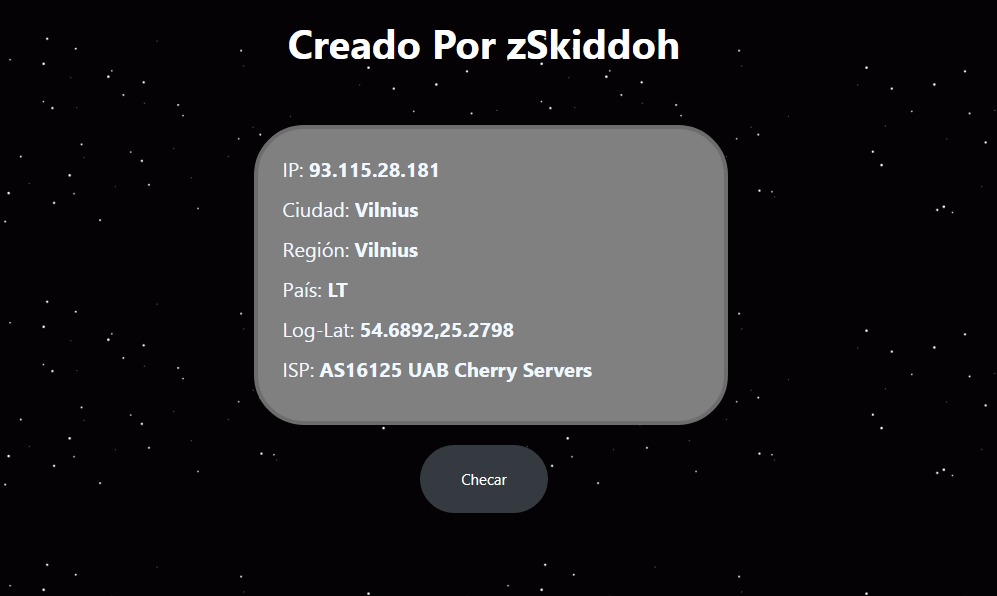 Creado Por zSkiddoh
IP: 93.115.28.181
Ciudad: Vilnius
Región: Vilnius
País: LT
Log-Lat: 54.6892,25.2798
ISP: AS16125 UAB Cherry Servers
Checar